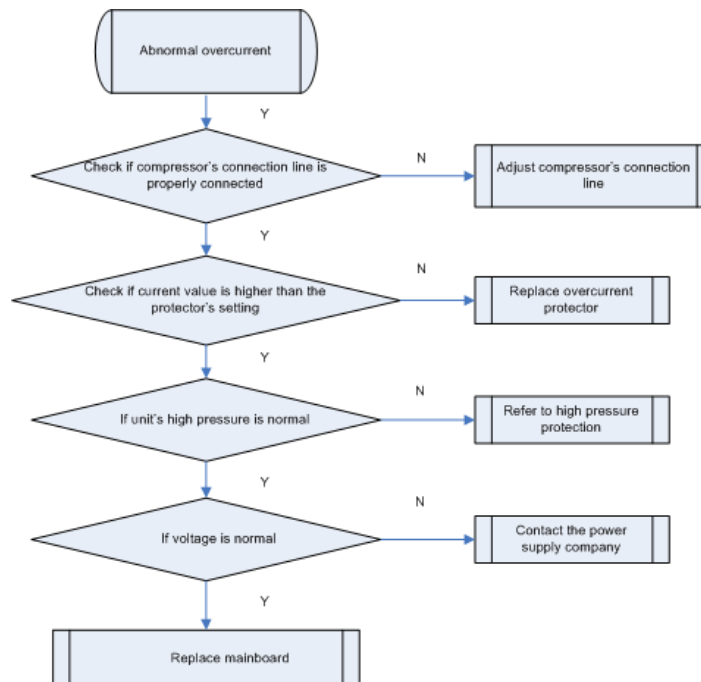 Abnormal overcurrent
Y
Check if compressor's connection line is
properly connected
N
Adjust compressor's connection
line
Y
Check if current value is higher than the
protector's setting
N
Replace overcurrent
protector
Y
If unit's high pressure is normal
N
Refer to high pressure
protection
Y
If voltage is normal
N
Contact the power
supply company
Y
Replace mainboard